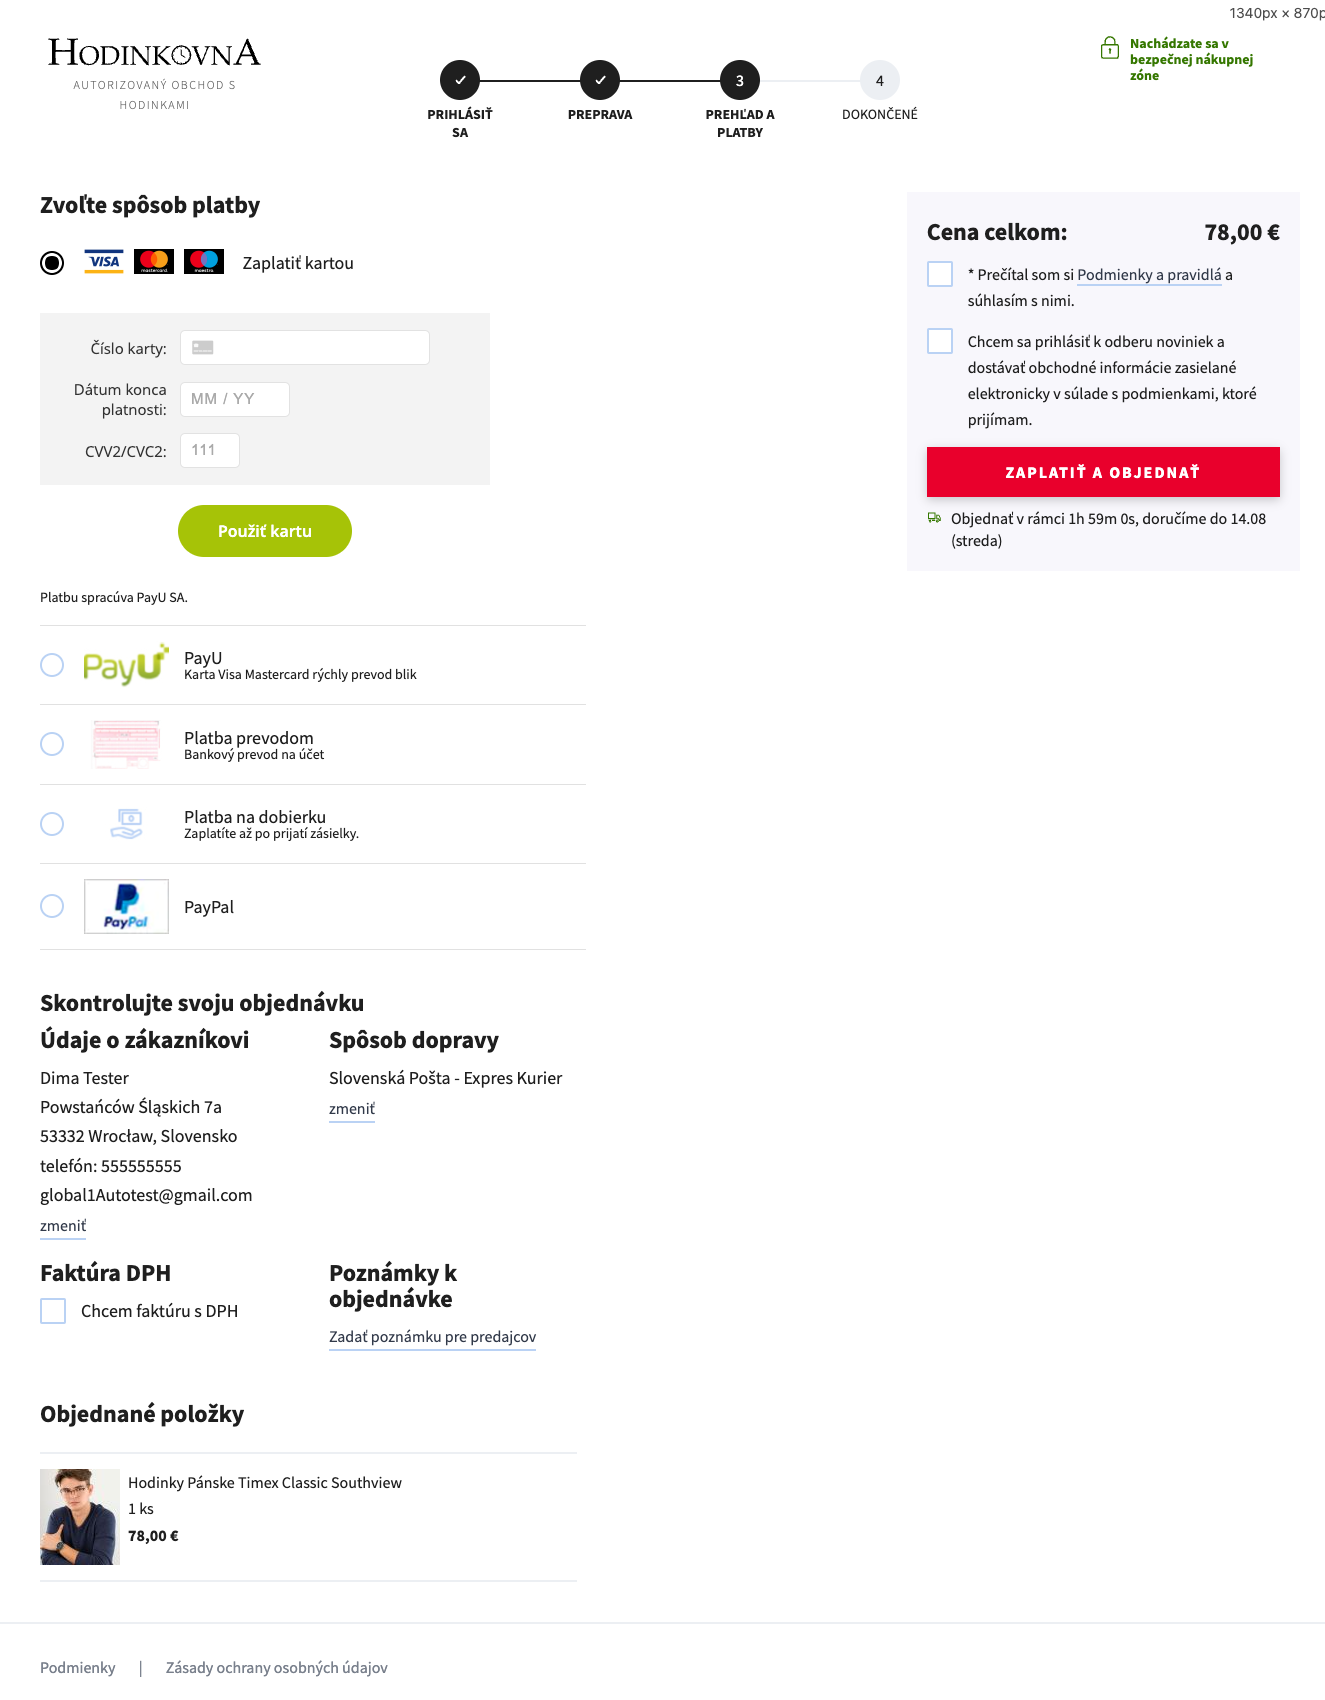 1340px × 870p
HODINKOVNA
AUTORIZOVANÝ OBCHOD S
HODINKAMI
3
4
PRIHLÁSIŤ
SA
PREPRAVA
PREHĽAD A
PLATBY
DOKONČENÉ
Nachádzate sa v
bezpečnej nákupnej
zóne
Zvoľte spôsob platby
VISA
mastercard
maestro
Zaplatiť kartou
Číslo karty:
Dátum konca
platnosti:
MM / YY
CVV2/CVC2:
111
Použiť kartu
Platbu spracúva PayU SA.
PayU
PayU
Karta Visa Mastercard rýchly prevod blik
Platba prevodom
Bankový prevod na účet
Platba na dobierku
Zaplatíte až po prijatí zásielky.
PayPal
PayPal
Cena celkom:
78,00 €
* Prečítal som si Podmienky a pravidlá a
súhlasím s nimi.
Chcem sa prihlásiť k odberu noviniek a
dostávať obchodné informácie zasielané
elektronicky v súlade s podmienkami, ktoré
prijímam.
ZAPLATIŤ A OBJEDNAŤ
Objednať v rámci 1h 59m 0s, doručíme do 14.08
(streda)
Skontrolujte svoju objednávku
Údaje o zákazníkovi
Dima Tester
Powstańców Śląskich 7a
53332 Wrocław, Slovensko
telefón: 555555555
global1Autotest@gmail.com
zmeniť
Spôsob dopravy
Slovenská Pošta - Expres Kurier
zmeniť
Faktúra DPH
Chcem faktúru s DPH
Poznámky k
objednávke
Zadať poznámku pre predajcov
Objednané položky
Hodinky Pánske Timex Classic Southview
1 ks
78,00 €
Podmienky | Zásady ochrany osobných údajov